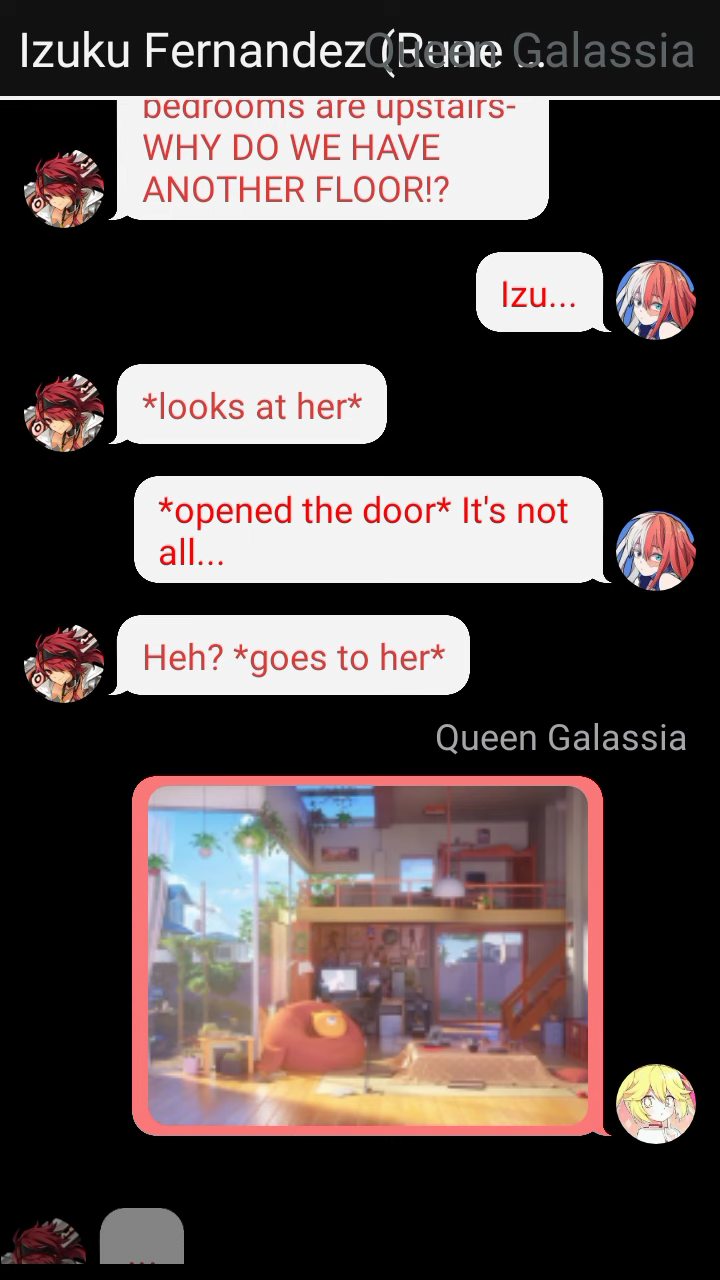 Izuku Fernandez (Rune ...
Queen Galassia
bedrooms are upstairs-
WHY DO WE HAVE
ANOTHER FLOOR!?
Izu...
*looks at her*
*opened the door* It's not
all...
Heh? *goes to her*
Queen Galassia
...